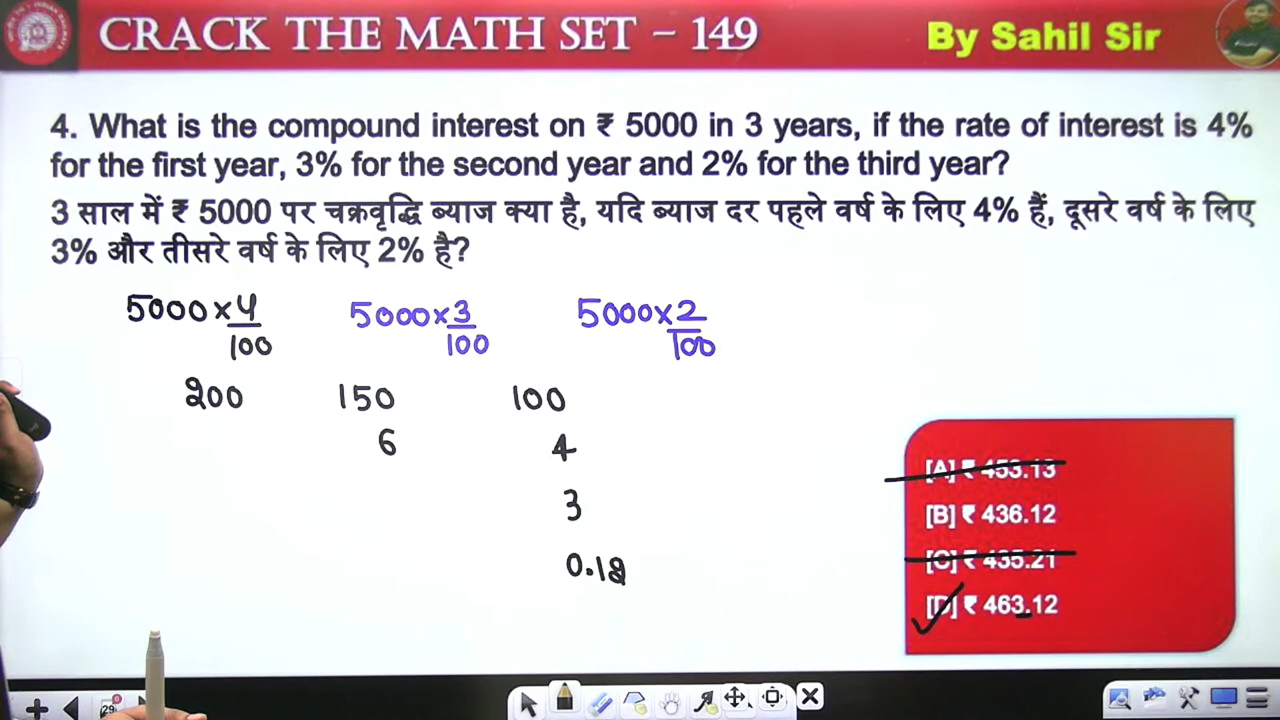 CRACK THE MATH SET – 149
By Sahil Sir
4. What is the compound interest on ₹ 5000 in 3 years, if the rate of interest is 4%
for the first year, 3% for the second year and 2% for the third year?
3 साल में ₹ 5000 पर चक्रवृद्धि ब्याज क्या है, यदि ब्याज दर पहले वर्ष के लिए 4% हैं, दूसरे वर्ष के लिए
3% और तीसरे वर्ष के लिए 2% है?
5000×4/100 5000×3/100 5000×2/100
200 150 100
6 4
3
0.12
[A] ₹ 453.13
[B] ₹ 436.12
[C] ₹ 435.21
[D] ₹ 463.12
29